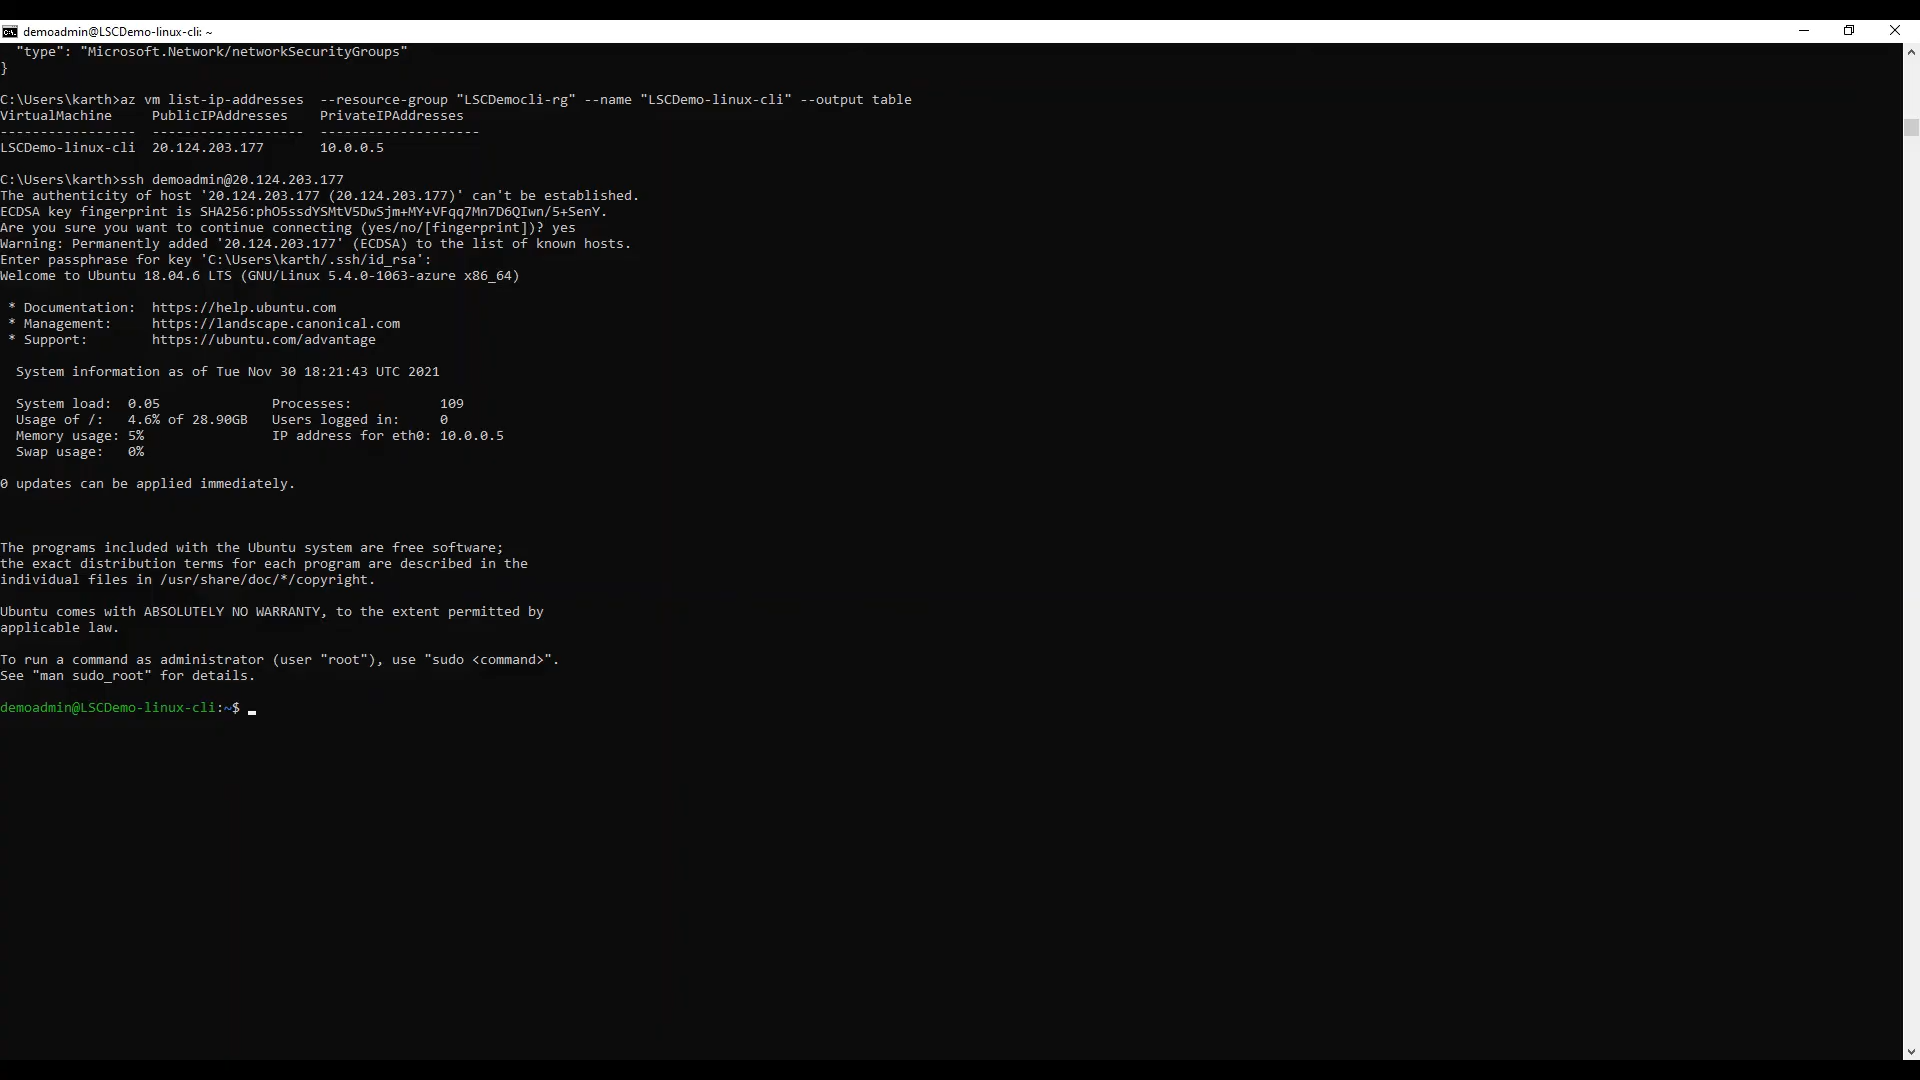 demoadmin@LSCDemo-linux-cli: ~
"type": "Microsoft.Network/networkSecurityGroups"
}
C:\Users\karth>az vm list-ip-addresses  --resource-group "LSCDemocli-rg" --name "LSCDemo-linux-cli" --output table
VirtualMachine     PublicIPAddresses    PrivateIPAddresses
-----------------  -------------------  --------------------
LSCDemo-linux-cli  20.124.203.177       10.0.0.5
C:\Users\karth>ssh demoadmin@20.124.203.177
The authenticity of host '20.124.203.177 (20.124.203.177)' can't be established.
ECDSA key fingerprint is SHA256:phO5ssdYSMtV5DwSjm+MY+VFqq7Mn7D6QIwn/5+SenY.
Are you sure you want to continue connecting (yes/no/[fingerprint])? yes
Warning: Permanently added '20.124.203.177' (ECDSA) to the list of known hosts.
Enter passphrase for key 'C:\Users\karth/.ssh/id_rsa':
Welcome to Ubuntu 18.04.6 LTS (GNU/Linux 5.4.0-1063-azure x86_64)
* Documentation:  https://help.ubuntu.com
* Management:     https://landscape.canonical.com
* Support:        https://ubuntu.com/advantage
System information as of Tue Nov 30 18:21:43 UTC 2021
System load:  0.05              Processes:           109
Usage of /:   4.6% of 28.90GB   Users logged in:     0
Memory usage: 5%                IP address for eth0: 10.0.0.5
Swap usage:   0%
0 updates can be applied immediately.
The programs included with the Ubuntu system are free software;
the exact distribution terms for each program are described in the
individual files in /usr/share/doc/*/copyright.
Ubuntu comes with ABSOLUTELY NO WARRANTY, to the extent permitted by
applicable law.
To run a command as administrator (user "root"), use "sudo <command>".
See "man sudo_root" for details.
demoadmin@LSCDemo-linux-cli:~$